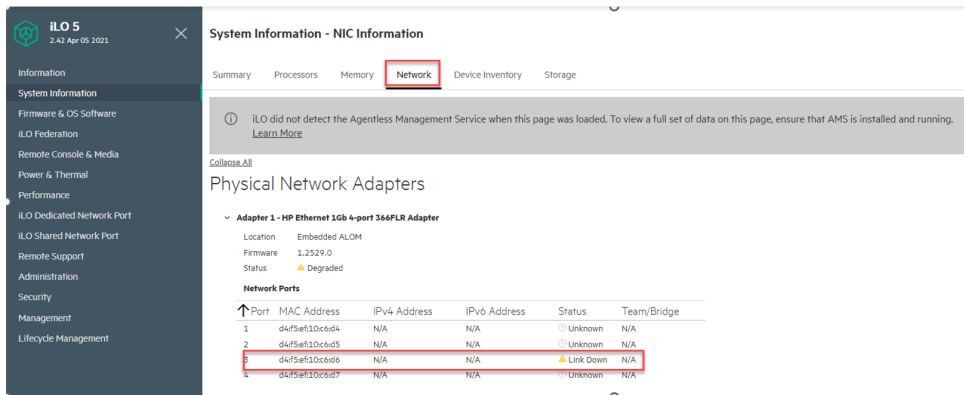 iLO 5
2.42 Apr 05 2021
Information
System Information
Firmware & OS Software
iLO Federation
Remote Console & Media
Power & Thermal
Performance
iLO Dedicated Network Port
iLO Shared Network Port
Remote Support
Administration
Security
Management
Lifecycle Management
System Information - NIC Information
Summary Processors Memory Network Device Inventory Storage
iLO did not detect the Agentless Management Service when this page was loaded. To view a full set of data on this page, ensure that AMS is installed and running.
Learn More
Collapse All
Physical Network Adapters
Adapter 1 - HP Ethernet 1Gb 4-port 366FLR Adapter
Location Embedded ALOM
Firmware 1.2529.0
Status Degraded
Network Ports
Port MAC Address IPv4 Address IPv6 Address Status Team/Bridge
1 d4:f5:ef:10:c6:d4 N/A N/A Unknown N/A
2 d4:f5:ef:10:c6:d5 N/A N/A Unknown N/A
3 d4:f5:ef:10:c6:d6 N/A N/A Link Down N/A
4 d4:f5:ef:10:c6:d7 N/A N/A Unknown N/A